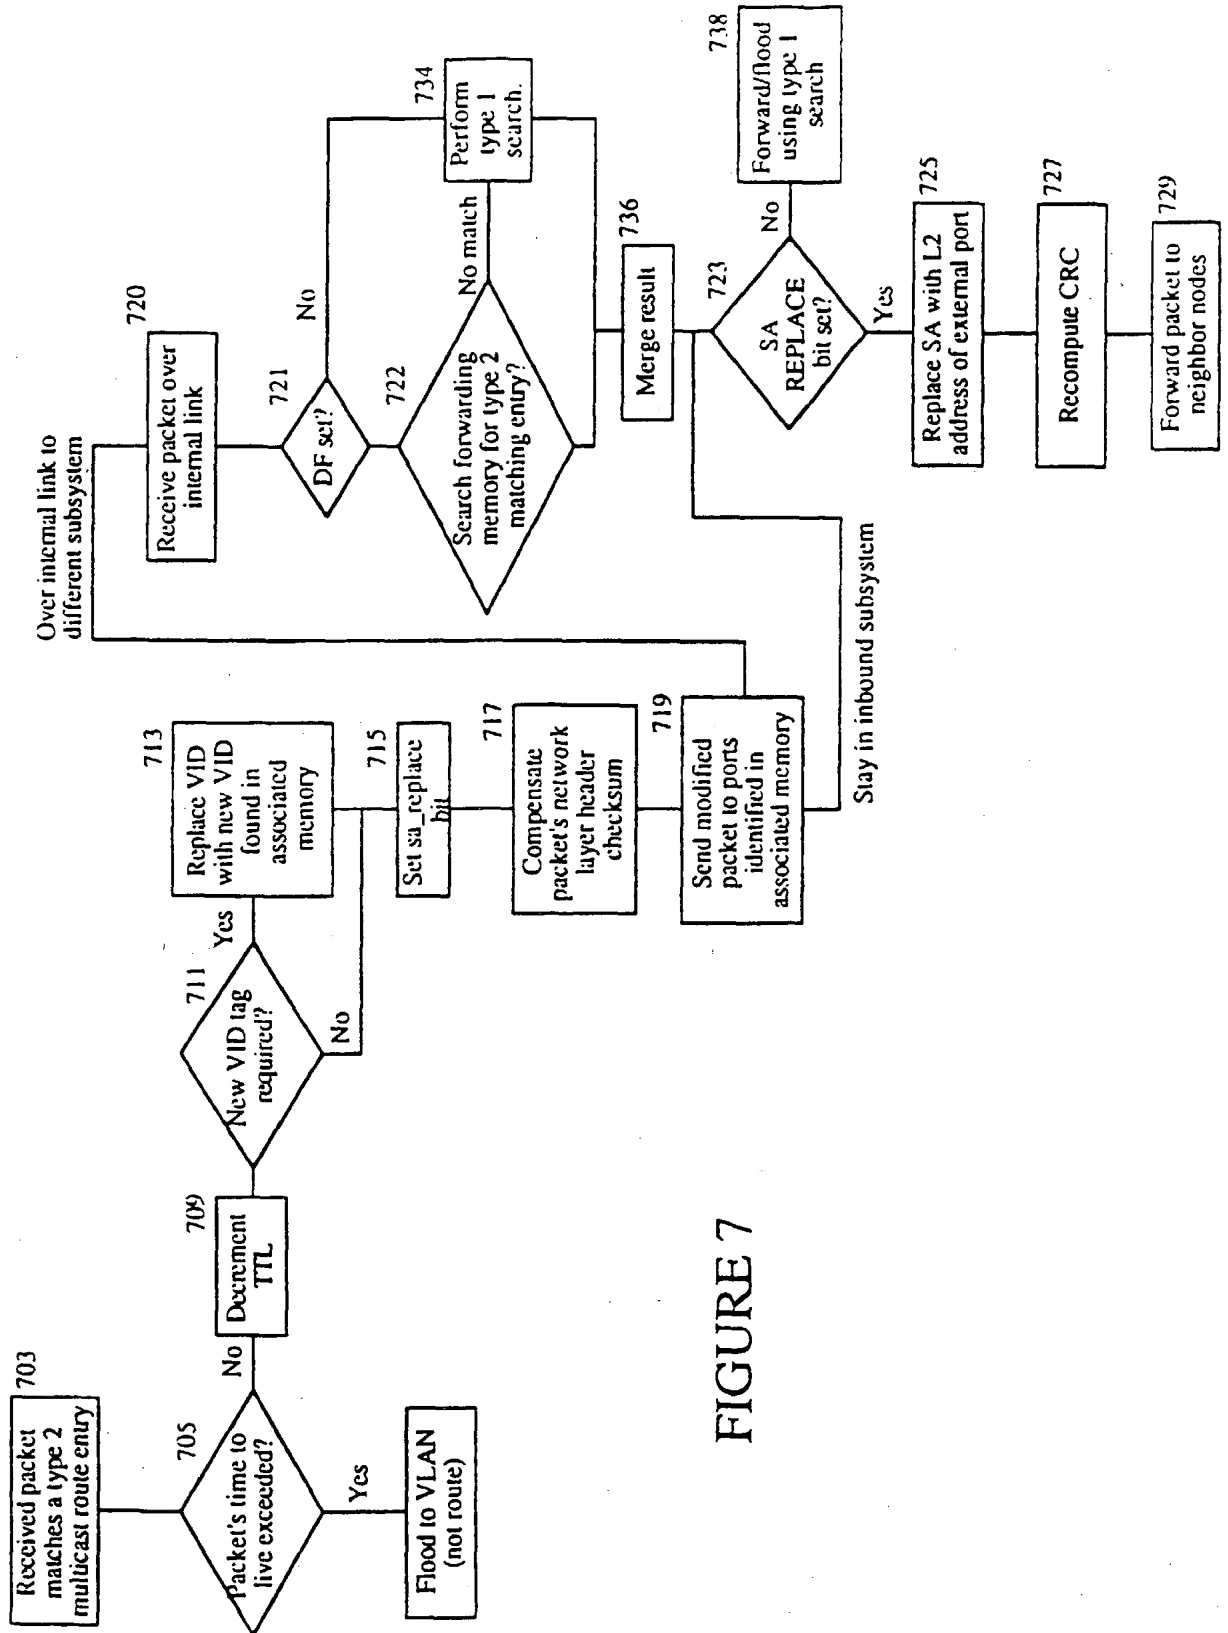 703
Received packet
matches a type 2
multicast route entry
705
Packet's time to
live exceeded?
Yes
Flood to VLAN
(not route)
No
709
Decrement
TTL
711
New VID tag
required?
Yes
No
713
Replace VID
with new VID
found in
associated
memory
715
Set sa_replace
bit
717
Compensate
packet's network
layer header
checksum
719
Send modified
packet to ports
identified in
associated memory
Over internal link to
different subsystem
Stay in inbound subsystem
720
Receive packet over
internal link
721
DF set?
No
722
Search forwarding
memory for type 2
matching entry?
No match
734
Perform
type 1
search.
736
Merge result
723
SA
REPLACE
bit set?
No
738
Forward/flood
using type 1
search
Yes
725
Replace SA with L2
address of external port
727
Recompute CRC
729
Forward packet to
neighbor nodes
FIGURE 7